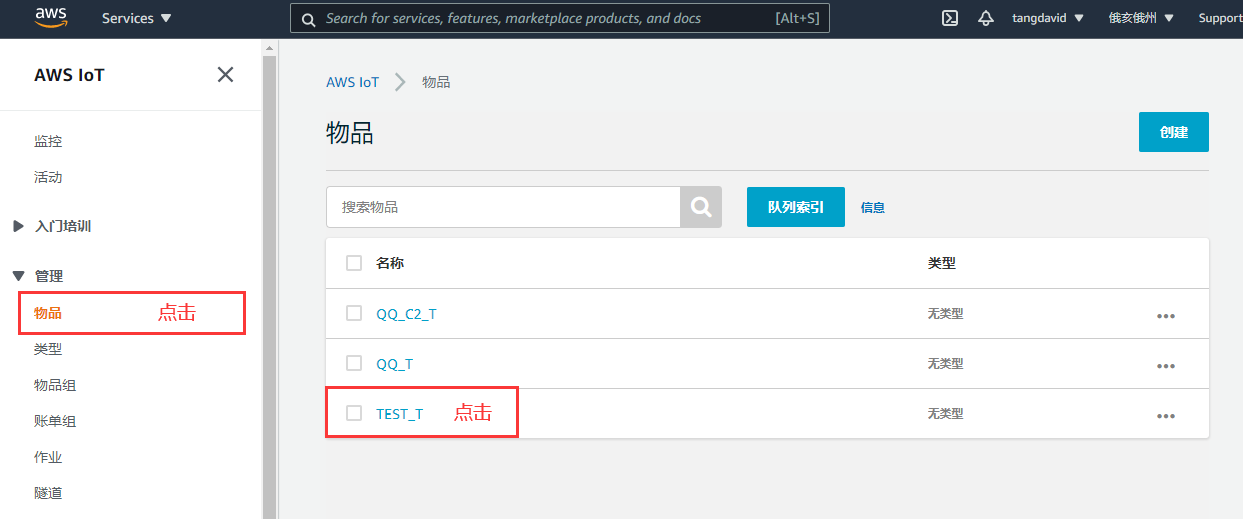 aws Services Search for services, features, marketplace products, and docs [Alt+S] tangdavid 俄亥俄州 Support
AWS IoT
监控
活动
入门培训
管理
物品 点击
类型
物品组
账单组
作业
隧道
AWS IoT 物品
物品 创建
搜索物品 队列索引 信息
名称 类型
QQ_C2_T 无类型
QQ_T 无类型
TEST_T 点击 无类型